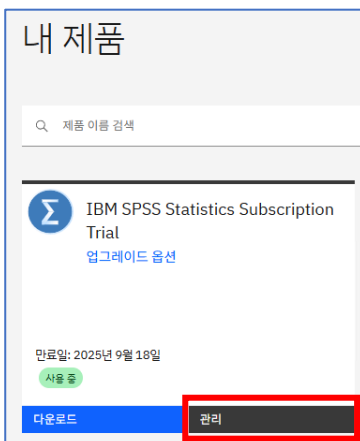 내 제품
제품 이름 검색
IBM SPSS Statistics Subscription
Trial
업그레이드 옵션
만료일: 2025년 9월 18일
사용 중
다운로드
관리